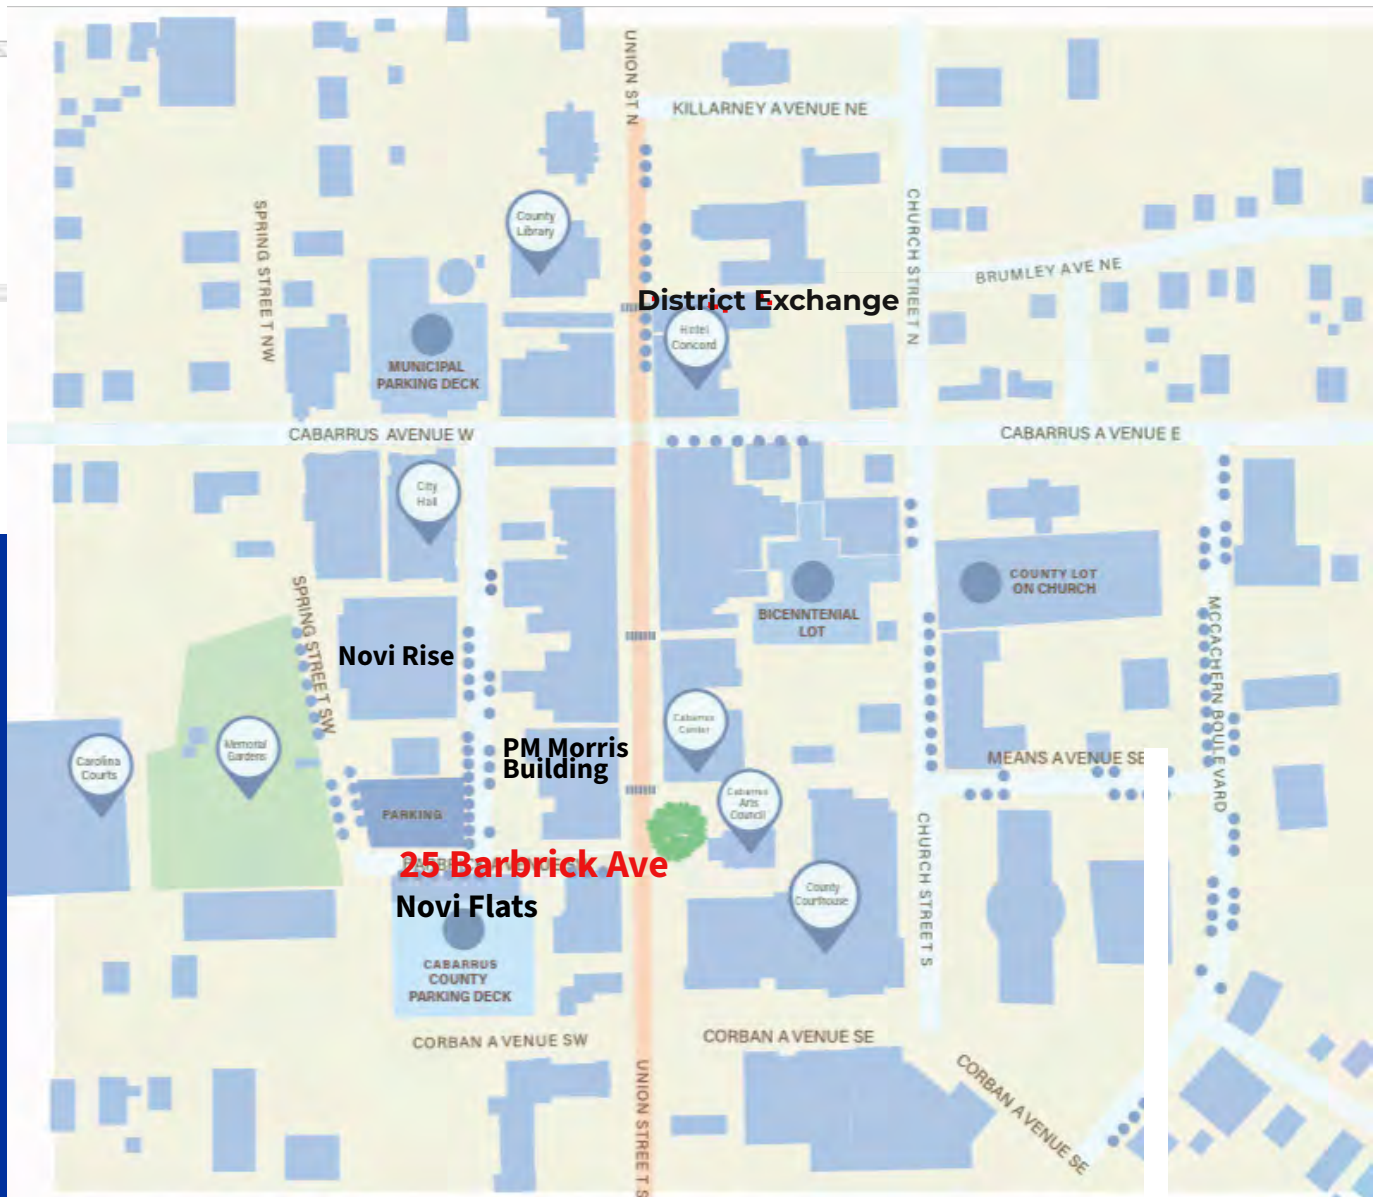 UNION ST N
KILLARNEY AVENUE NE
SPRING STREET NW
County
Library
CHURCH STREET N
BRUMLEY AVE NE
District Exchange
Hotel
Concord
MUNICIPAL
PARKING DECK
CABARRUS AVENUE W
CABARRUS AVENUE E
City
Hall
COUNTY LOT
ON CHURCH
BICENNTENIAL
LOT
SPRING STREET SW
MCCACHERN BOULEVARD
Novi Rise
Cabarrus
Center
Memorial
Gardens
Carolina
Courts
PM Morris
Building
MEANS AVENUE SE
Cabarrus
Arts
Council
PARKING
CHURCH STREET S
25 Barbrick Ave
Novi Flats
County
Courthouse
CABARRUS
COUNTY
PARKING DECK
CORBAN AVENUE SW
CORBAN AVENUE SE
CORBAN AVENUE SE
UNION STREET S